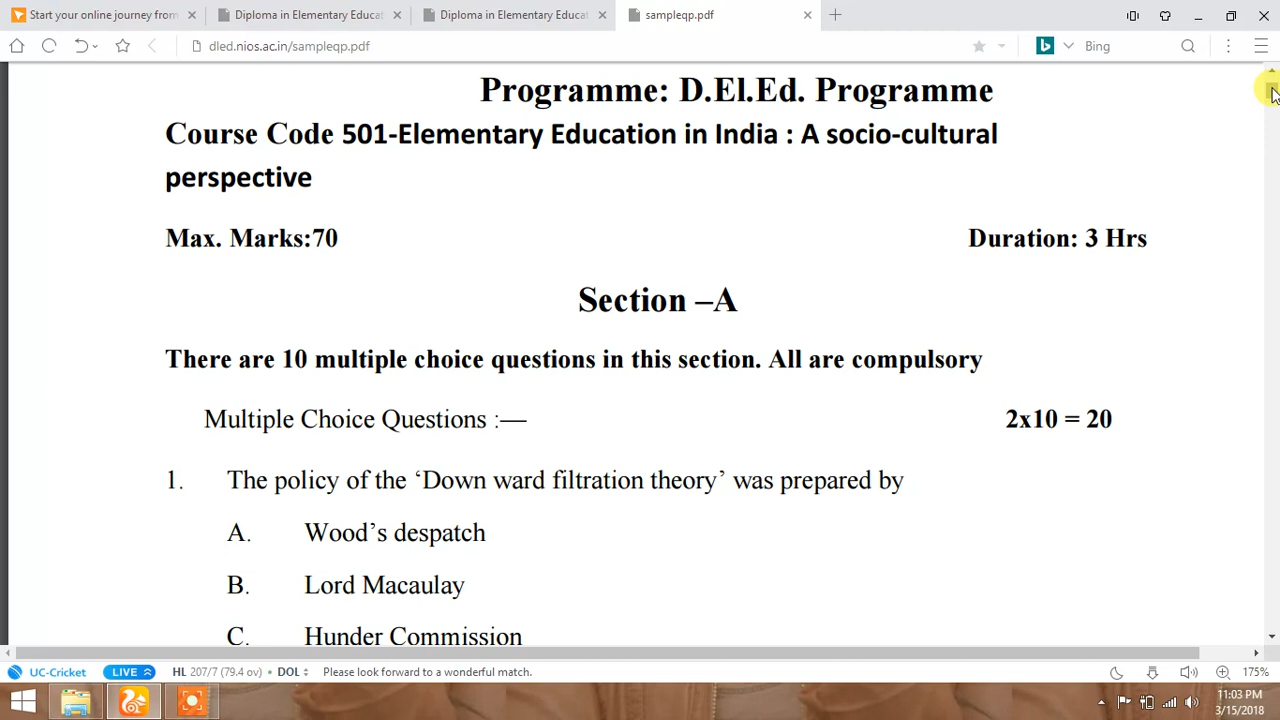 Start your online journey from
Diploma in Elementary Educat
Diploma in Elementary Educat
sampleqp.pdf
dled.nios.ac.in/sampleqp.pdf
Bing
Programme: D.El.Ed. Programme
Course Code 501-Elementary Education in India : A socio-cultural
perspective
Max. Marks:70 Duration: 3 Hrs
Section –A
There are 10 multiple choice questions in this section. All are compulsory
Multiple Choice Questions :— 2x10 = 20
1. The policy of the ‘Down ward filtration theory’ was prepared by
A. Wood’s despatch
B. Lord Macaulay
C. Hunder Commission
UC-Cricket LIVE HL 207/7 (79.4 ov) • DOL Please look forward to a wonderful match. 175%
11:03 PM
3/15/2018